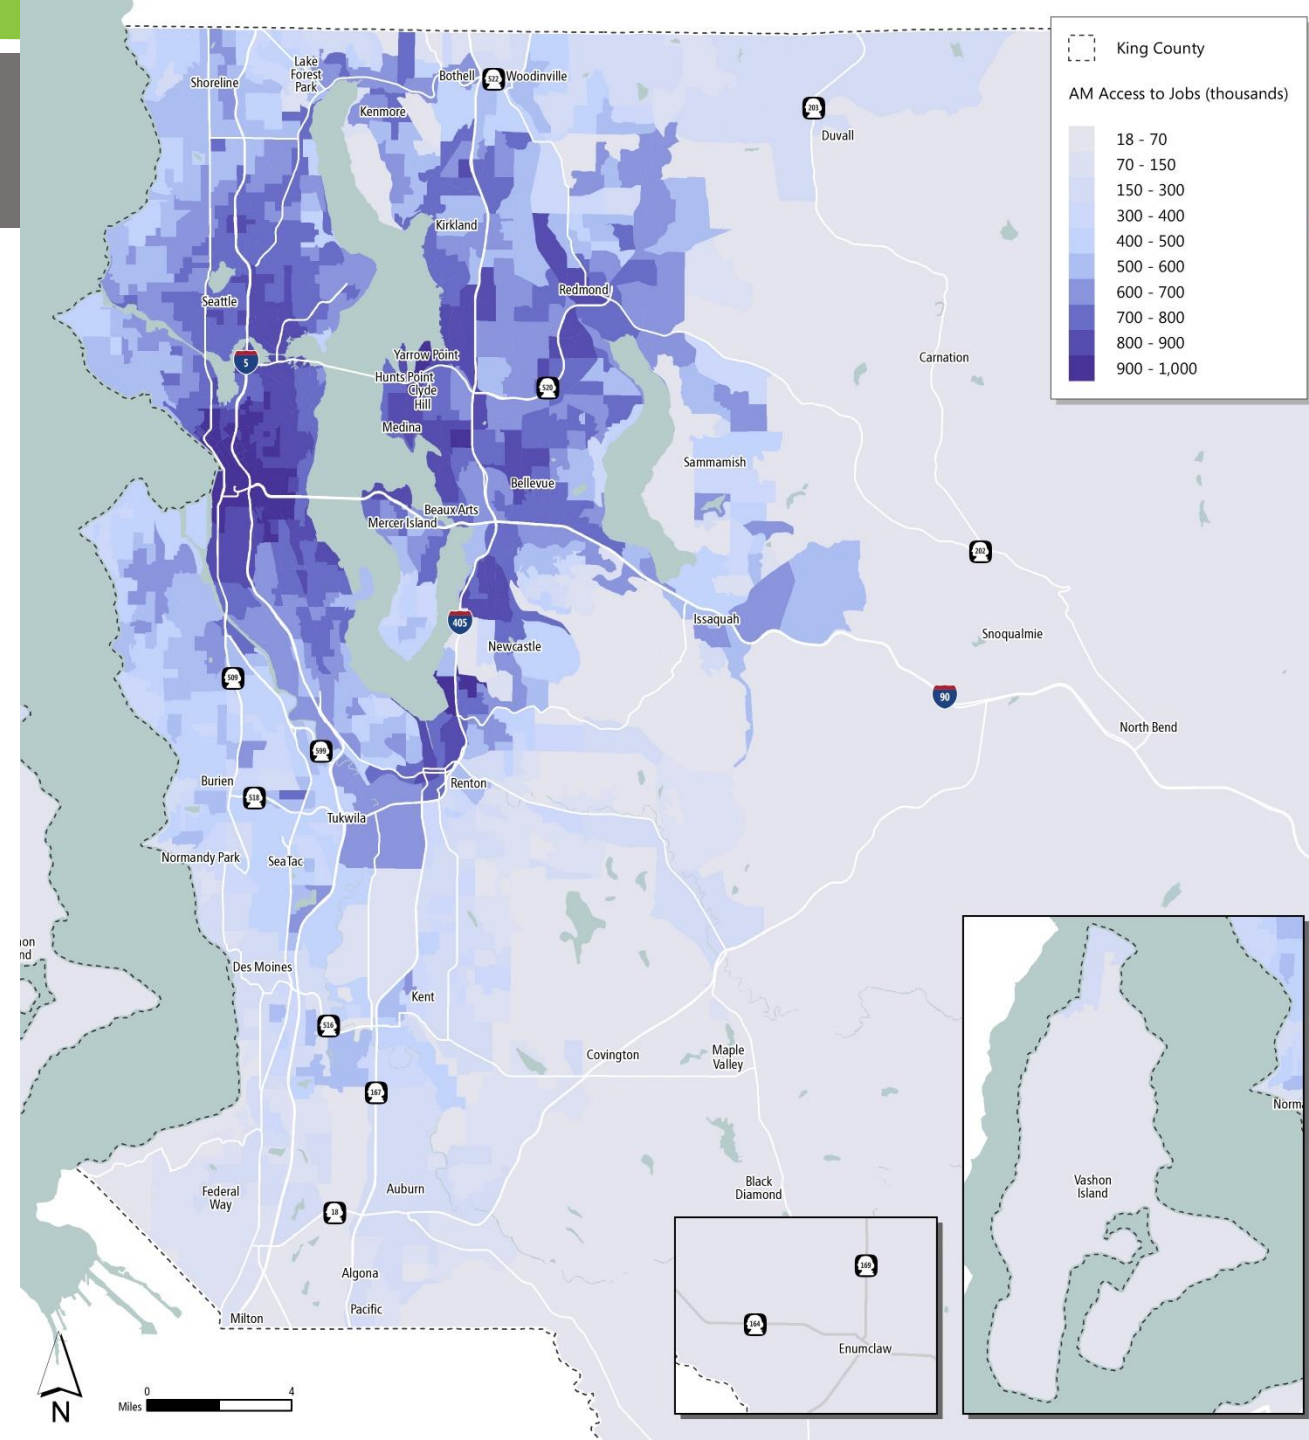 King County
AM Access to Jobs (thousands)
18 - 70
70 - 150
150 - 300
300 - 400
400 - 500
500 - 600
600 - 700
700 - 800
800 - 900
900 - 1,000
Lake
Forest
Park
Shoreline
Bothell
522
Woodinville
Kenmore
203
Duvall
Kirkland
Redmond
Seattle
5
Yarrow Point
Hunts Point
Clyde
Hill
520
Carnation
Medina
Sammamish
Bellevue
Beaux Arts
Mercer Island
202
405
Issaquah
Snoqualmie
Newcastle
509
90
North Bend
599
Burien
518
Renton
Tukwila
Normandy Park
SeaTac
on
nd
Des Moines
Kent
516
Covington
Maple
Valley
167
Norma
Vashon
Island
Federal
Way
Auburn
Black
Diamond
18
Algona
169
Pacific
Milton
164
Enumclaw
0
4
Miles
N